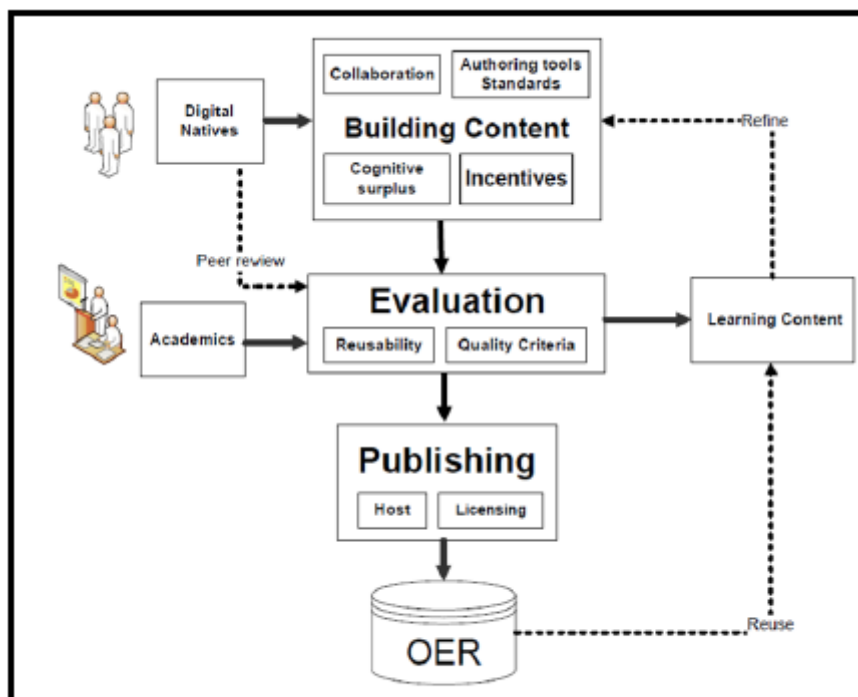 Collaboration
Authoring tools
Standards
Digital
Natives
Building Content
Refine
Cognitive
surplus
Incentives
Peer review
Evaluation
Academics
Reusability
Quality Criteria
Learning Content
Publishing
Host
Licensing
OER
Reuse